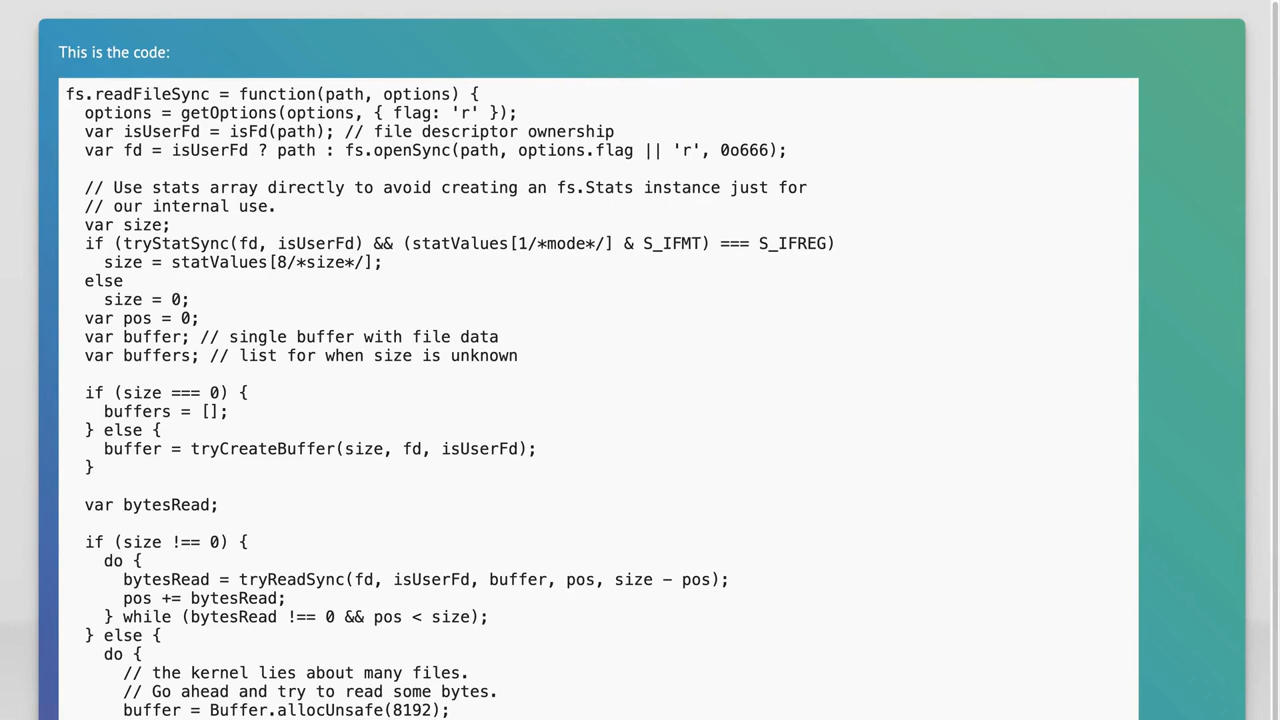 This is the code:
fs.readFileSync = function(path, options) {
  options = getOptions(options, { flag: 'r' });
  var isUserFd = isFd(path); // file descriptor ownership
  var fd = isUserFd ? path : fs.openSync(path, options.flag || 'r', 0o666);

  // Use stats array directly to avoid creating an fs.Stats instance just for
  // our internal use.
  var size;
  if (tryStatSync(fd, isUserFd) && (statValues[1/*mode*/] & S_IFMT) === S_IFREG)
    size = statValues[8/*size*/];
  else
    size = 0;
  var pos = 0;
  var buffer; // single buffer with file data
  var buffers; // list for when size is unknown

  if (size === 0) {
    buffers = [];
  } else {
    buffer = tryCreateBuffer(size, fd, isUserFd);
  }

  var bytesRead;

  if (size !== 0) {
    do {
      bytesRead = tryReadSync(fd, isUserFd, buffer, pos, size - pos);
      pos += bytesRead;
    } while (bytesRead !== 0 && pos < size);
  } else {
    do {
      // the kernel lies about many files.
      // Go ahead and try to read some bytes.
      buffer = Buffer.allocUnsafe(8192);